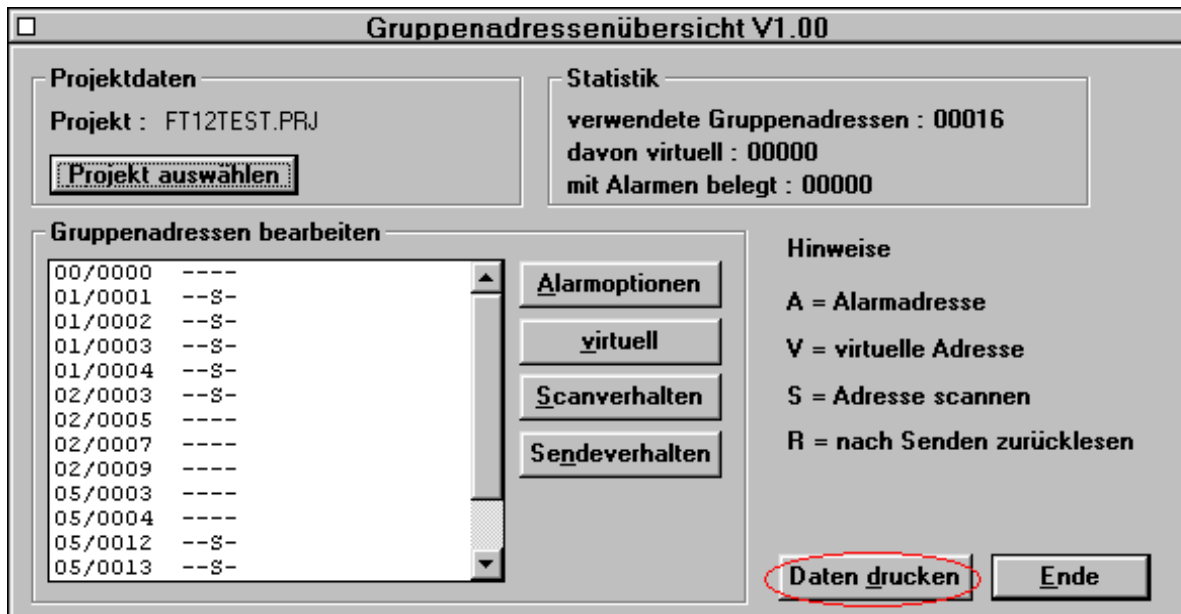 Gruppenadressenübersicht V1.00
Projektdaten
Projekt : FT12TEST.PRJ
Projekt auswählen
Statistik
verwendete Gruppenadressen : 00016
davon virtuell : 00000
mit Alarmen belegt : 00000
Gruppenadressen bearbeiten
00/0000 ----
01/0001 --S-
01/0002 --S-
01/0003 --S-
01/0004 --S-
02/0003 --S-
02/0005 ----
02/0007 ----
02/0009 ----
05/0003 ----
05/0004 ----
05/0012 --S-
05/0013 --S-
Alarmoptionen
virtuell
Scanverhalten
Sendeverhalten
Hinweise
A = Alarmadresse
V = virtuelle Adresse
S = Adresse scannen
R = nach Senden zurücklesen
Daten drucken
Ende